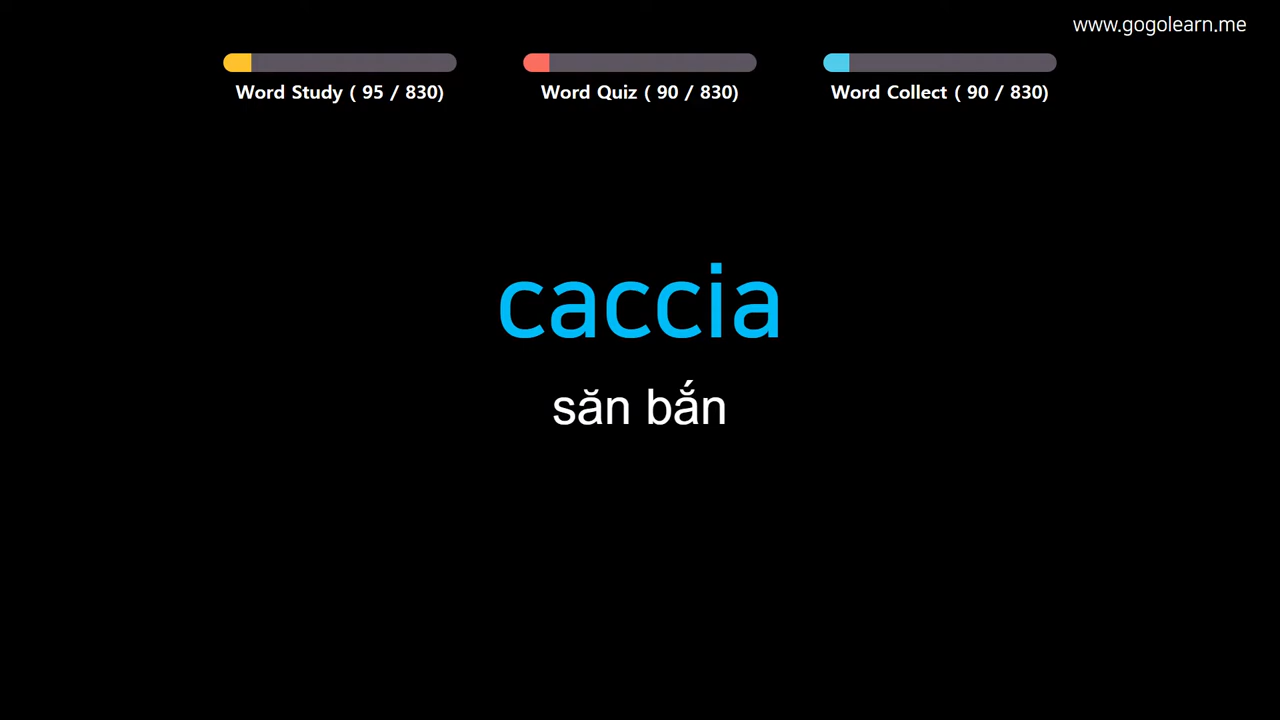 www.gogolearn.me
Word Study ( 95 / 830)
Word Quiz ( 90 / 830)
Word Collect ( 90 / 830)
caccia
săn bắn